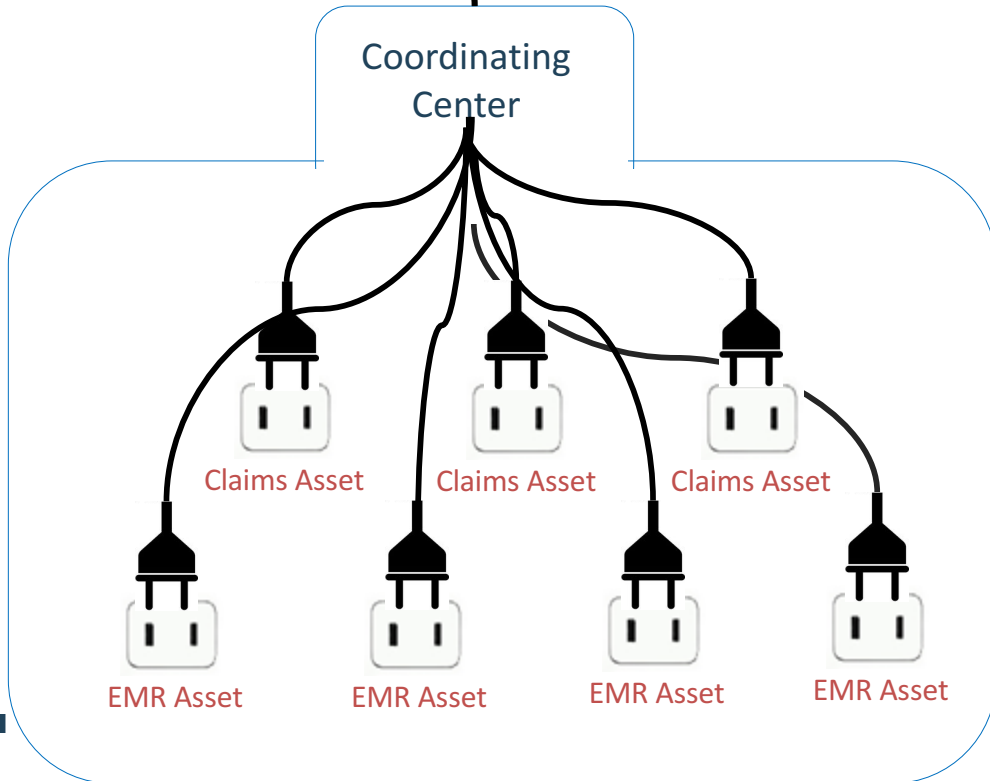 Coordinating
Center
Claims Asset
Claims Asset
Claims Asset
EMR Asset
EMR Asset
EMR Asset
EMR Asset